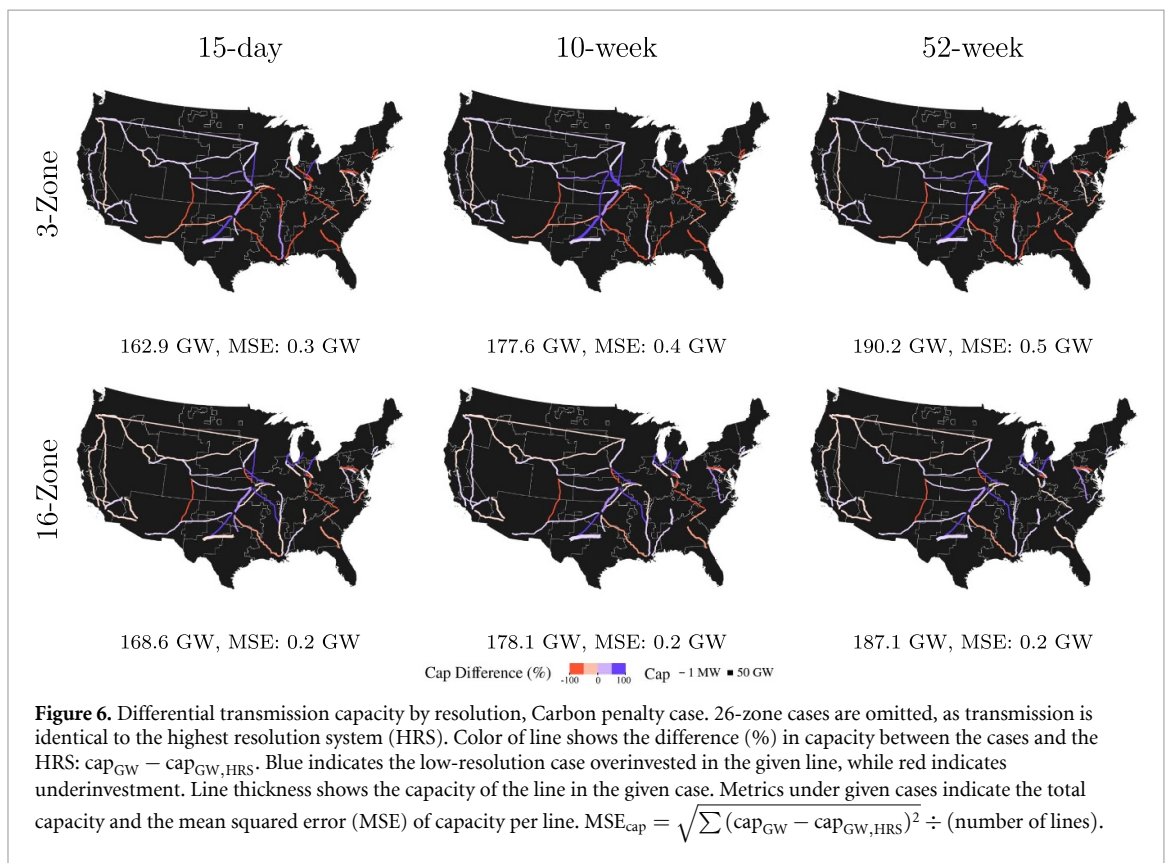 15-day 10-week 52-week
3-Zone
162.9 GW, MSE: 0.3 GW 177.6 GW, MSE: 0.4 GW 190.2 GW, MSE: 0.5 GW
16-Zone
168.6 GW, MSE: 0.2 GW 178.1 GW, MSE: 0.2 GW 187.1 GW, MSE: 0.2 GW
Cap Difference (%) -100 0 100 Cap 1 MW 50 GW
Figure 6. Differential transmission capacity by resolution, Carbon penalty case. 26-zone cases are omitted, as transmission is
identical to the highest resolution system (HRS). Color of line shows the difference (%) in capacity between the cases and the
HRS: cap_GW − cap_GW,HRS. Blue indicates the low-resolution case overinvested in the given line, while red indicates
underinvestment. Line thickness shows the capacity of the line in the given case. Metrics under given cases indicate the total
capacity and the mean squared error (MSE) of capacity per line. MSE_cap = √∑ (cap_GW − cap_GW,HRS)² ÷ (number of lines).